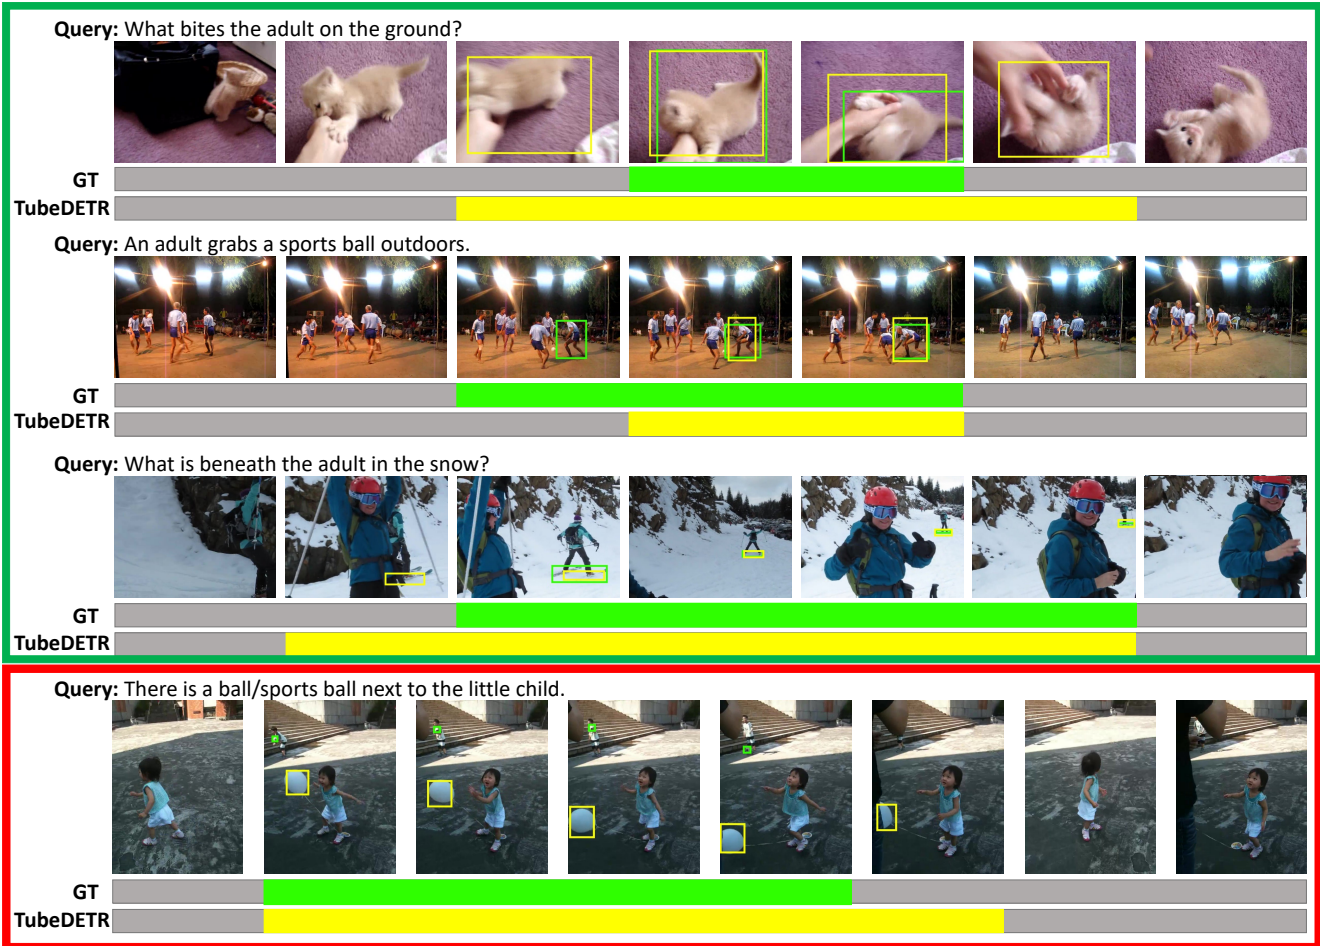 Query: What bites the adult on the ground?
GT
TubeDETR
Query: An adult grabs a sports ball outdoors.
GT
TubeDETR
Query: What is beneath the adult in the snow?
GT
TubeDETR
Query: There is a ball/sports ball next to the little child.
GT
TubeDETR